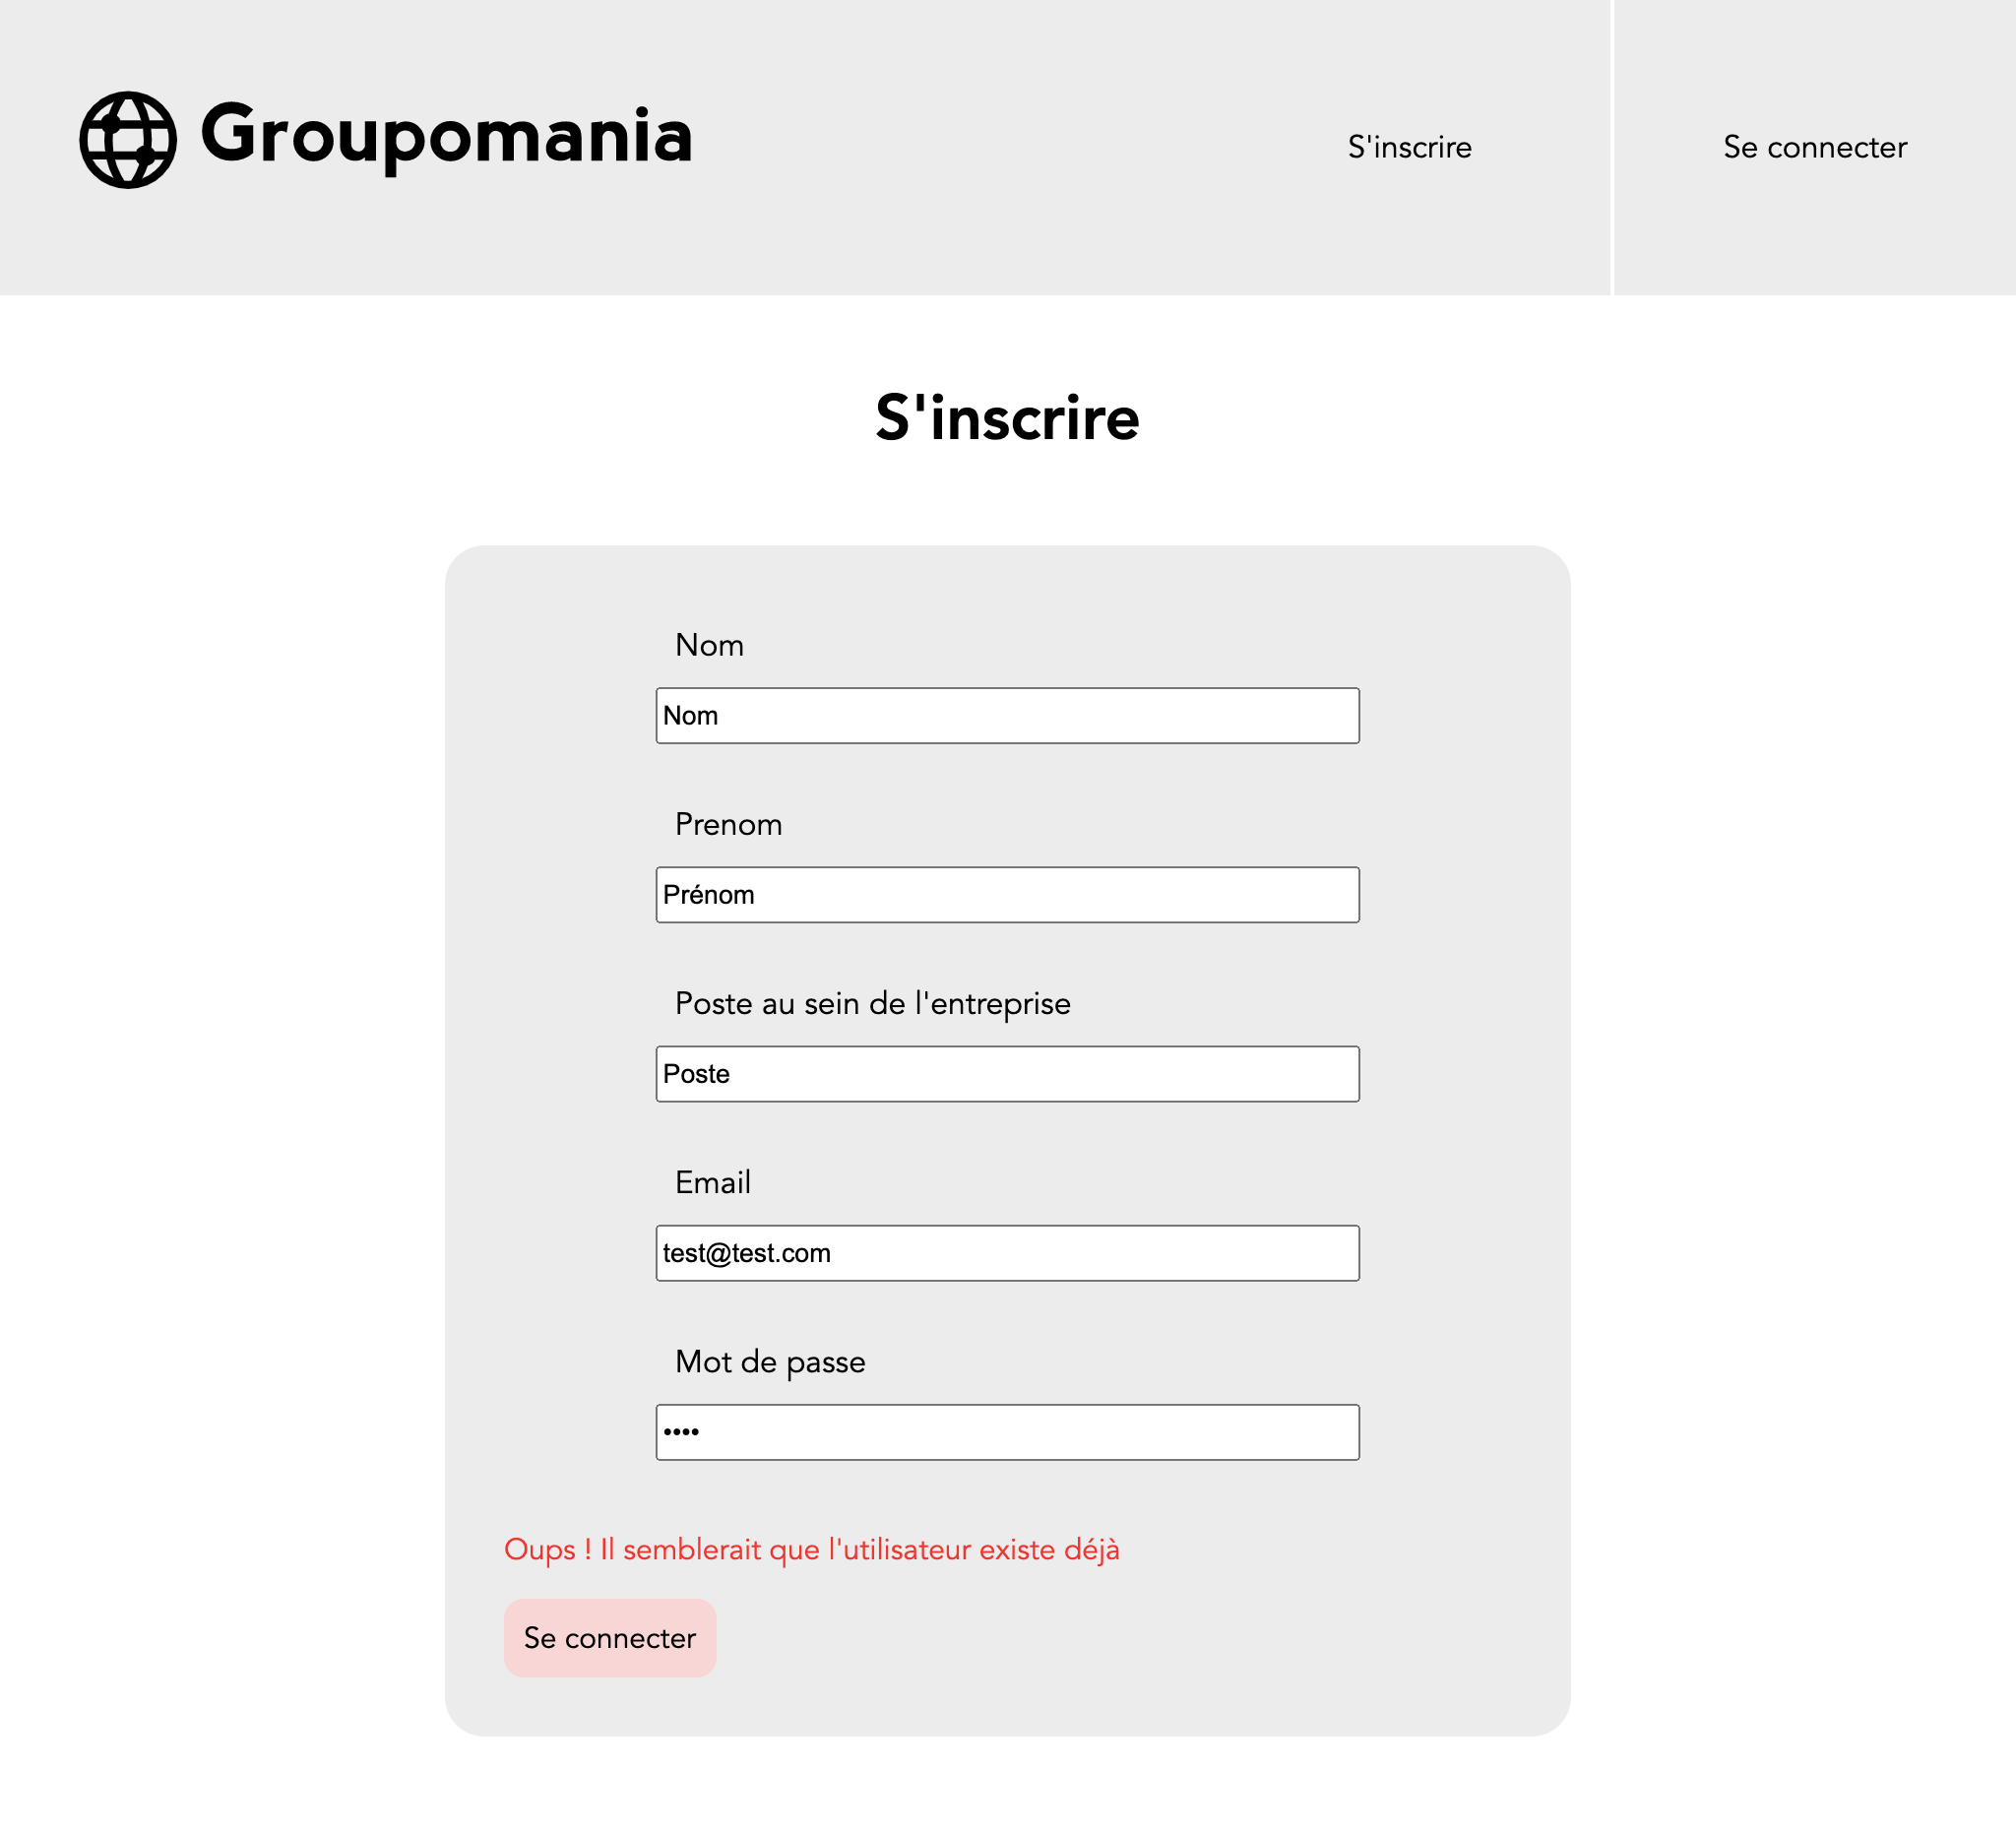 Groupomania
S'inscrire
Se connecter
S'inscrire
Nom
Nom
Prenom
Prénom
Poste au sein de l'entreprise
Poste
Email
test@test.com
Mot de passe
••••
Oups ! Il semblerait que l'utilisateur existe déjà
Se connecter